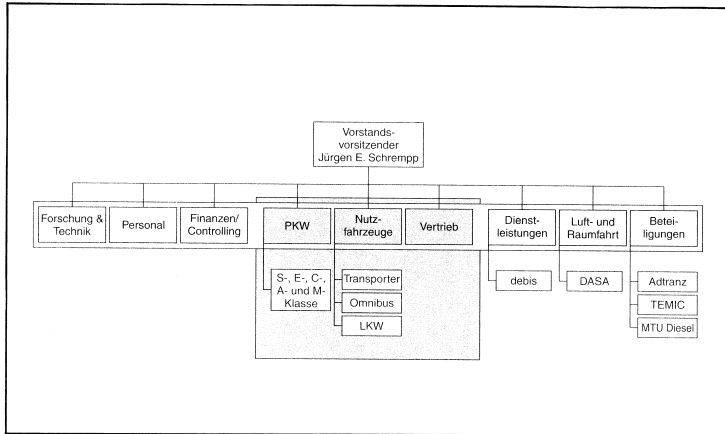 Vorstands-
vorsitzender
Jürgen E. Schrempp
Forschung &
Technik
Personal
Finanzen/
Controlling
PKW
Nutz-
fahrzeuge
Vertrieb
Dienst-
leistungen
Luft- und
Raumfahrt
Betei-
ligungen
S-, E-, C-,
A- und M-
Klasse
Transporter
Omnibus
LKW
debis
DASA
Adtranz
TEMIC
MTU Diesel